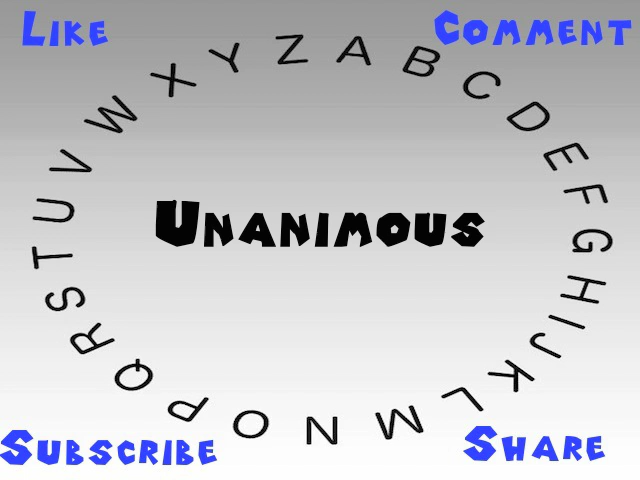 Like
Comment
A B C D E F G H I J K L M N O P Q R S T U V W X Y Z
Unanimous
Subscribe
Share